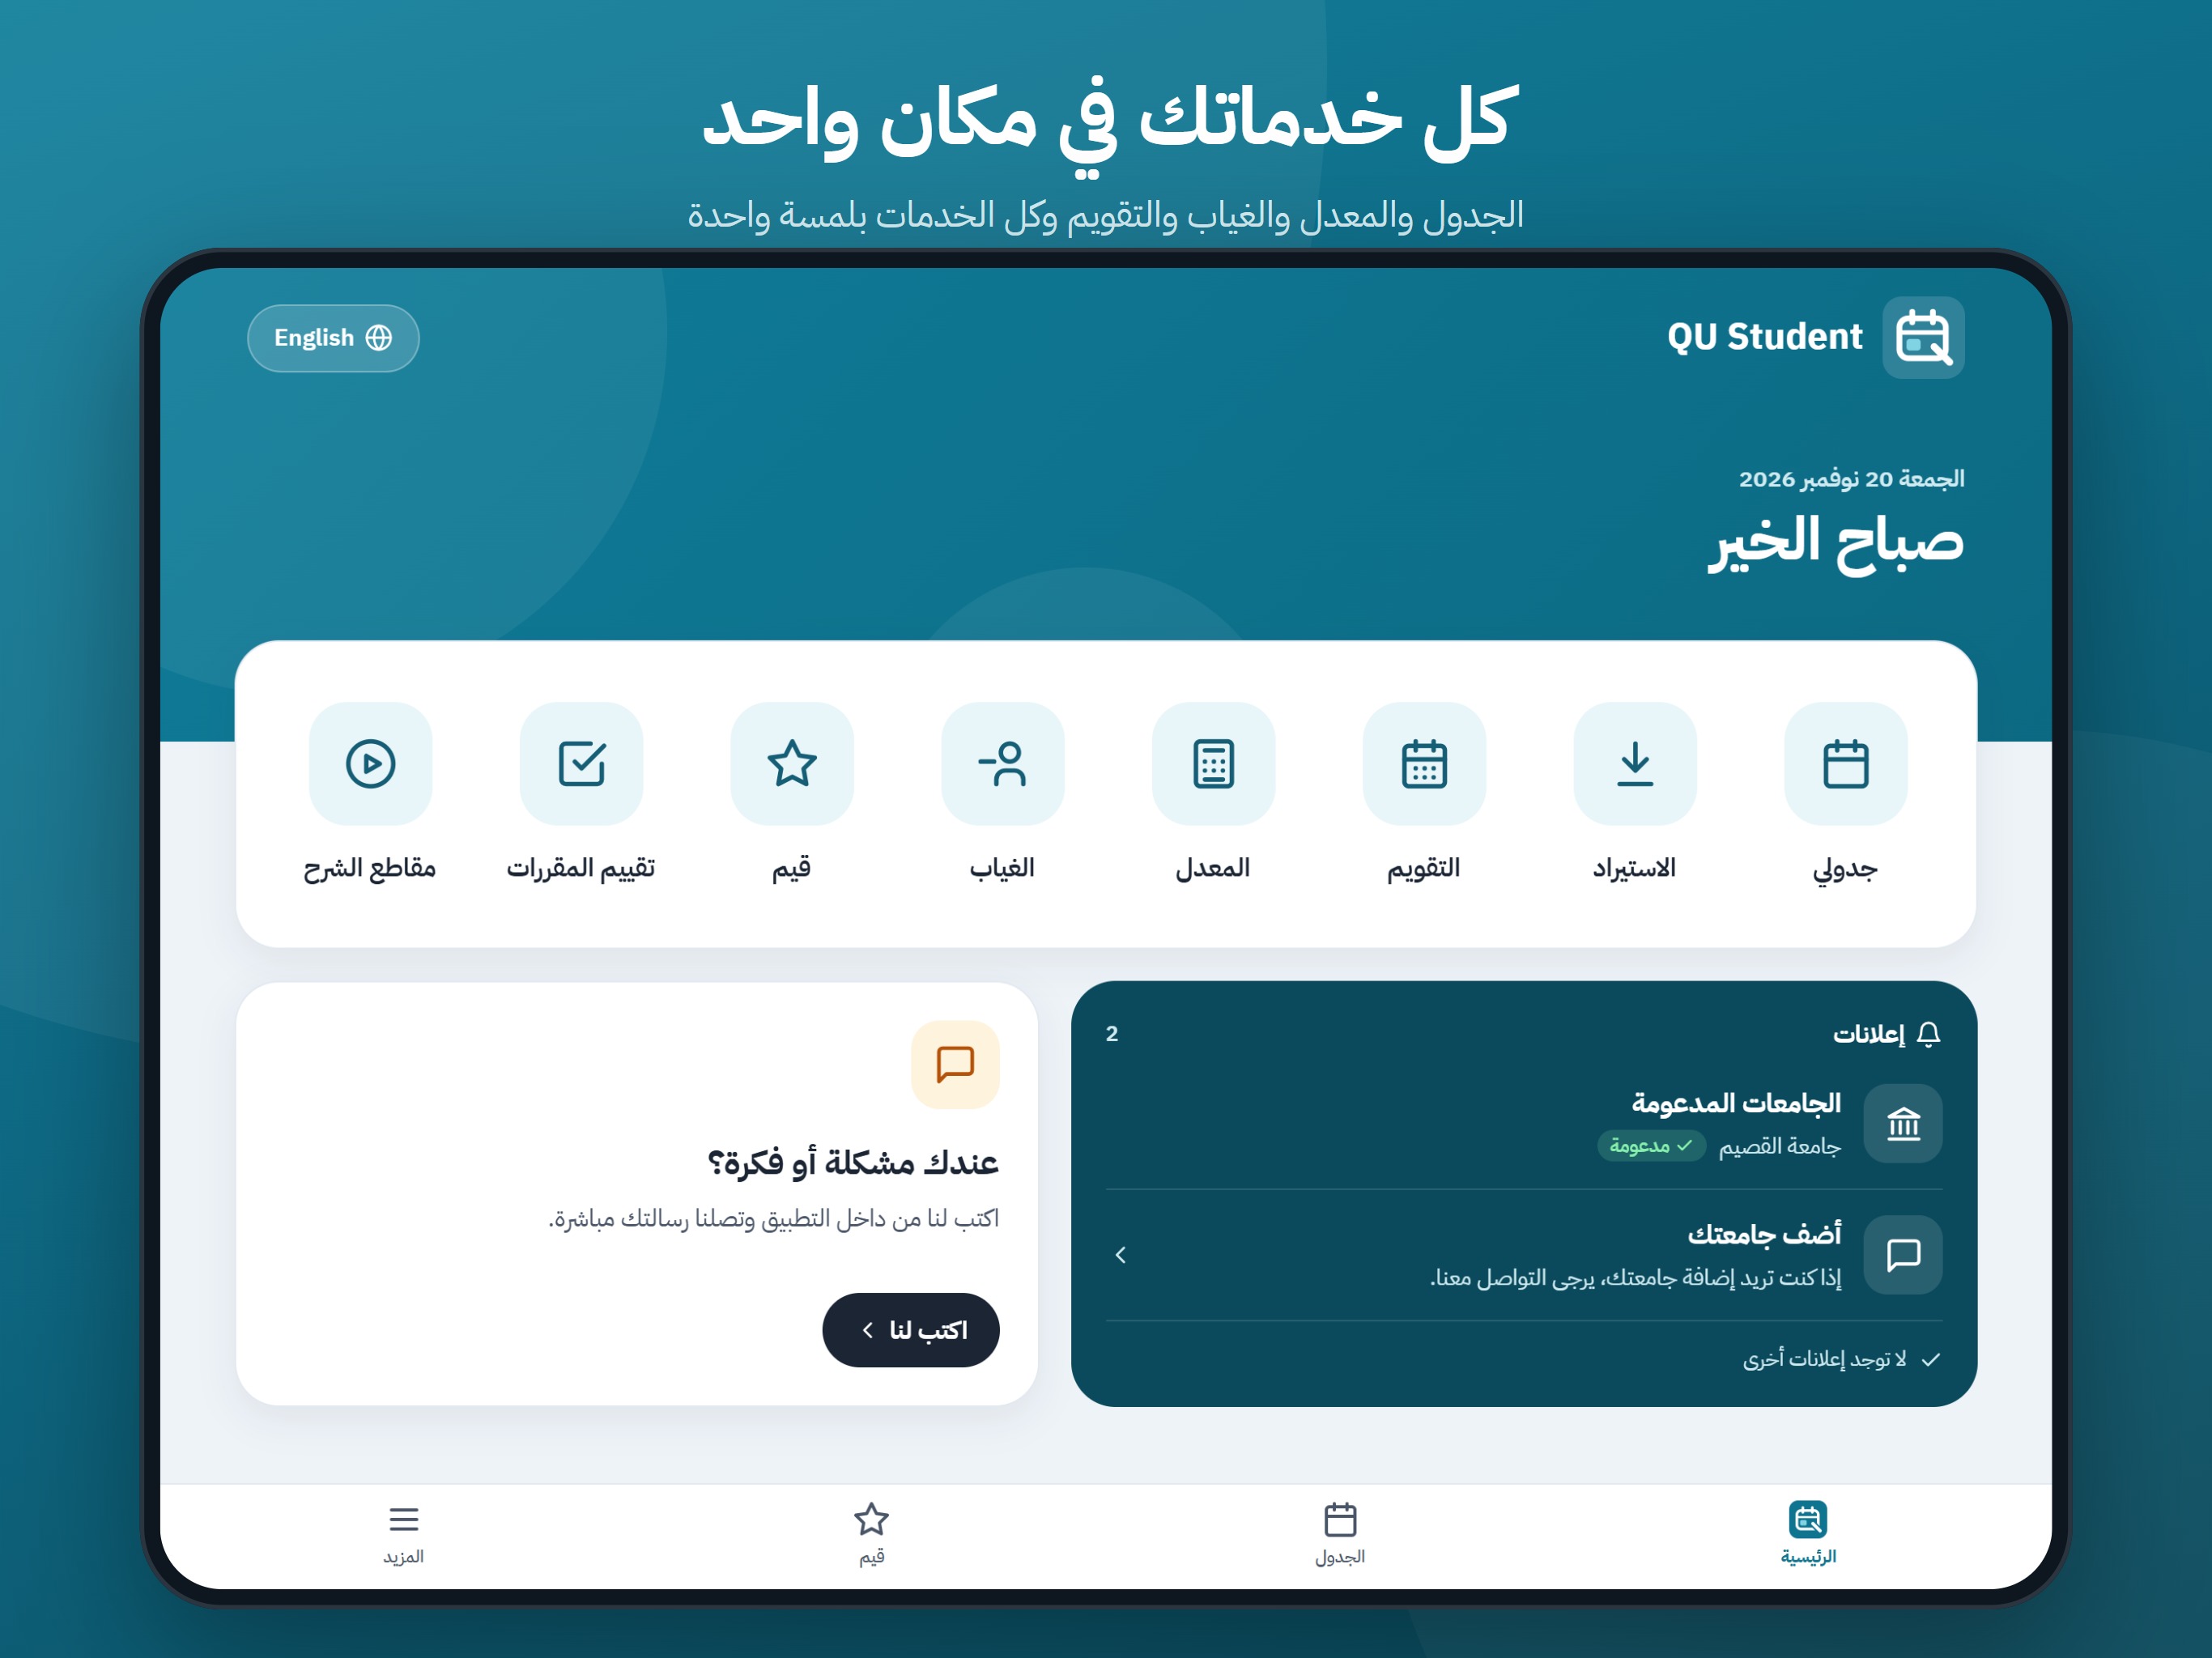 كل خدماتك في مكان واحد
الجدول والمعدل والغياب والتقويم وكل الخدمات بلمسة واحدة
QU Student
English
الجمعة 20 نوفمبر 2026
صباح الخير
جدولي
الاستيراد
التقويم
المعدل
الغياب
قيم
تقييم المقررات
مقاطع الشرح
إعلانات
2
الجامعات المدعومة
جامعة القصيم
مدعومة
أضف جامعتك
إذا كنت تريد إضافة جامعتك، يرجى التواصل معنا.
لا توجد إعلانات أخرى
عندك مشكلة أو فكرة؟
اكتب لنا من داخل التطبيق وتصلنا رسالتك مباشرة.
اكتب لنا
الرئيسية
الجدول
قيم
المزيد